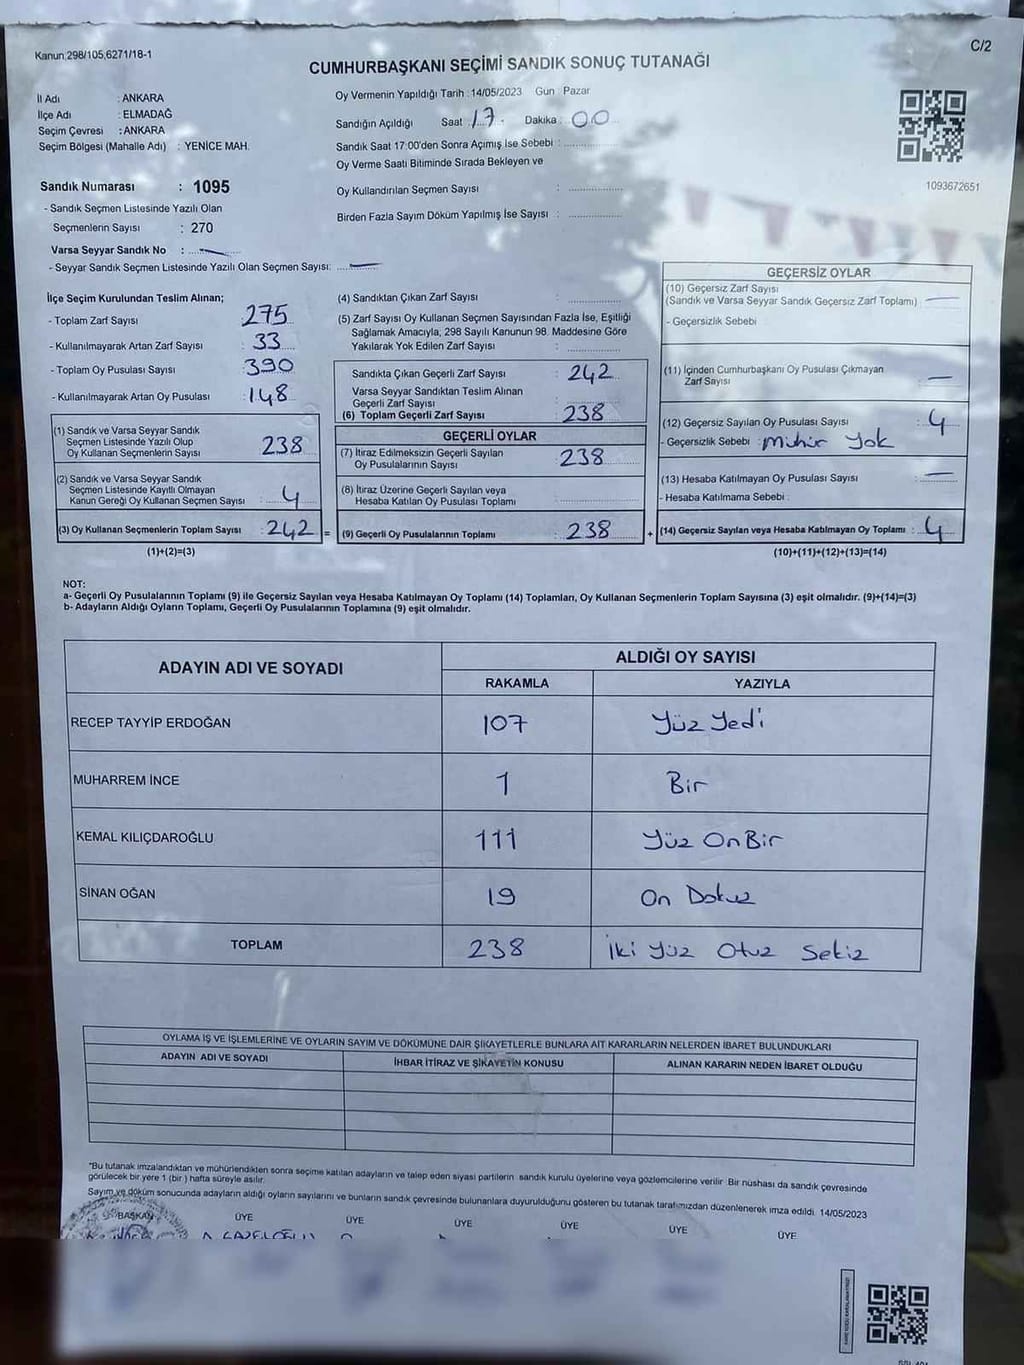 Kanun:298/105,6271/18-1
C/2
CUMHURBAŞKANI SEÇİMİ SANDIK SONUÇ TUTANAĞI
İl Adı : ANKARA
İlçe Adı : ELMADAĞ
Seçim Çevresi : ANKARA
Seçim Bölgesi (Mahalle Adı) : YENİCE MAH.
Sandık Numarası : 1095
- Sandık Seçmen Listesinde Yazılı Olan
Seçmenlerin Sayısı : 270
Varsa Seyyar Sandık No :
- Seyyar Sandık Seçmen Listesinde Yazılı Olan Seçmen Sayısı:
Oy Vermenin Yapıldığı Tarih : 14/05/2023 Gün Pazar
Sandığın Açıldığı Saat : 17 Dakika : 00
Sandık Saat 17:00'den Sonra Açımış İse Sebebi :
Oy Verme Saati Bitiminde Sırada Bekleyen ve
Oy Kullandırılan Seçmen Sayısı :
Birden Fazla Sayım Döküm Yapılmış İse Sayısı :
1093672651
İlçe Seçim Kurulundan Teslim Alınan;
- Toplam Zarf Sayısı : 275
- Kullanılmayarak Artan Zarf Sayısı : 33
- Toplam Oy Pusulası Sayısı : 390
- Kullanılmayarak Artan Oy Pusulası : 148
(1) Sandık ve Varsa Seyyar Sandık
Seçmen Listesinde Yazılı Olup
Oy Kullanan Seçmenlerin Sayısı : 238
(2) Sandık ve Varsa Seyyar Sandık
Seçmen Listesinde Kayıtlı Olmayan
Kanun Gereği Oy Kullanan Seçmen Sayısı : 4
(3) Oy Kullanan Seçmenlerin Toplam Sayısı : 242 =
(1)+(2)=(3)
(4) Sandıktan Çıkan Zarf Sayısı :
(5) Zarf Sayısı Oy Kullanan Seçmen Sayısından Fazla İse, Eşitliği
Sağlamak Amacıyla, 298 Sayılı Kanunun 98. Maddesine Göre
Yakılarak Yok Edilen Zarf Sayısı :
Sandıkta Çıkan Geçerli Zarf Sayısı : 242
Varsa Seyyar Sandıktan Teslim Alınan
Geçerli Zarf Sayısı :
(6) Toplam Geçerli Zarf Sayısı : 238
GEÇERLİ OYLAR
(7) İtiraz Edilmeksizin Geçerli Sayılan
Oy Pusulalarının Sayısı : 238
(8) İtiraz Üzerine Geçerli Sayılan veya
Hesaba Katılan Oy Pusulası Toplamı :
(9) Geçerli Oy Pusulalarının Toplamı : 238 +
GEÇERSİZ OYLAR
(10) Geçersiz Zarf Sayısı
(Sandık ve Varsa Seyyar Sandık Geçersiz Zarf Toplamı) :
- Geçersizlik Sebebi :
(11) İçinden Cumhurbaşkanı Oy Pusulası Çıkmayan
Zarf Sayısı :
(12) Geçersiz Sayılan Oy Pusulası Sayısı : 4
- Geçersizlik Sebebi : mühür yok
(13) Hesaba Katılmayan Oy Pusulası Sayısı :
- Hesaba Katılmama Sebebi :
(14) Geçersiz Sayılan veya Hesaba Katılmayan Oy Toplamı : 4
(10)+(11)+(12)+(13)=(14)
NOT:
a- Geçerli Oy Pusulalarının Toplamı (9) ile Geçersiz Sayılan veya Hesaba Katılmayan Oy Toplamı (14) Toplamları, Oy Kullanan Seçmenlerin Toplam Sayısına (3) eşit olmalıdır. (9)+(14)=(3)
b- Adayların Aldığı Oyların Toplamı, Geçerli Oy Pusulalarının Toplamına (9) eşit olmalıdır.
ADAYIN ADI VE SOYADI ALDIĞI OY SAYISI
RAKAMLA YAZIYLA
RECEP TAYYİP ERDOĞAN 107 Yüz Yedi
MUHARREM İNCE 1 Bir
KEMAL KILIÇDAROĞLU 111 Yüz On Bir
SİNAN OĞAN 19 On Dokuz
TOPLAM 238 İki Yüz Otuz Sekiz
OYLAMA İŞ VE İŞLEMLERİNE VE OYLARIN SAYIM VE DÖKÜMÜNE DAİR ŞİKAYETLERLE BUNLARA AİT KARARLARIN NELERDEN İBARET BULUNDUKLARI
ADAYIN ADI VE SOYADI İHBAR İTİRAZ VE ŞİKAYETİN KONUSU ALINAN KARARIN NEDEN İBARET OLDUĞU
*Bu tutanak imzalandıktan ve mühürlendikten sonra seçime katılan adayların ve talep eden siyasi partilerin sandık kurulu üyelerine veya gözlemcilerine verilir. Bir nüshası da sandık çevresinde
görülecek bir yere 1 (bir) hafta süreyle asılır.
Sayım ve döküm sonucunda adayların aldığı oyların sayılarını ve bunların sandık çevresinde bulunanlara duyurulduğunu gösteren bu tutanak tarafımızdan düzenlenerek imza edildi. 14/05/2023
BAŞKAN ÜYE ÜYE ÜYE ÜYE ÜYE ÜYE